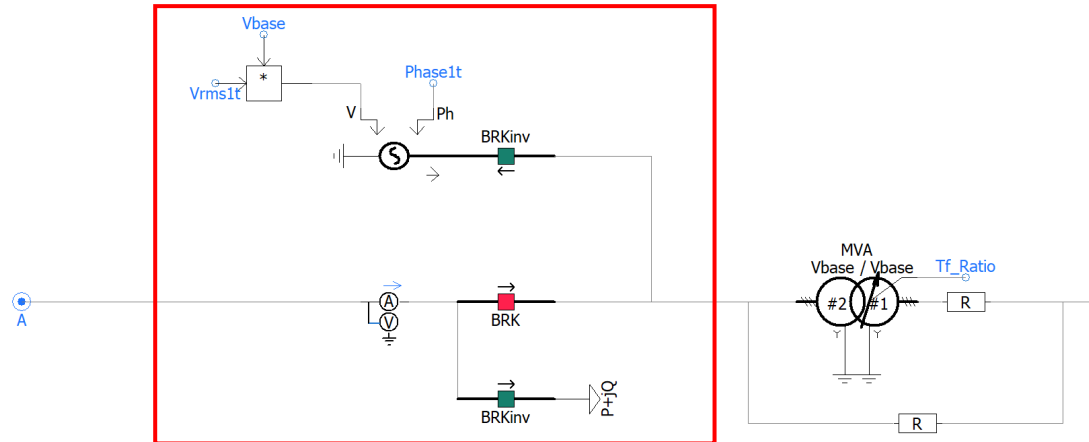 Vbase
*
Vrms1t
Phase1t
V
Ph
BRKinv
S
MVA
Vbase / Vbase
Tf_Ratio
A
V
A
BRK
#2
#1
R
Y
Y
BRKinv
P+jQ
R